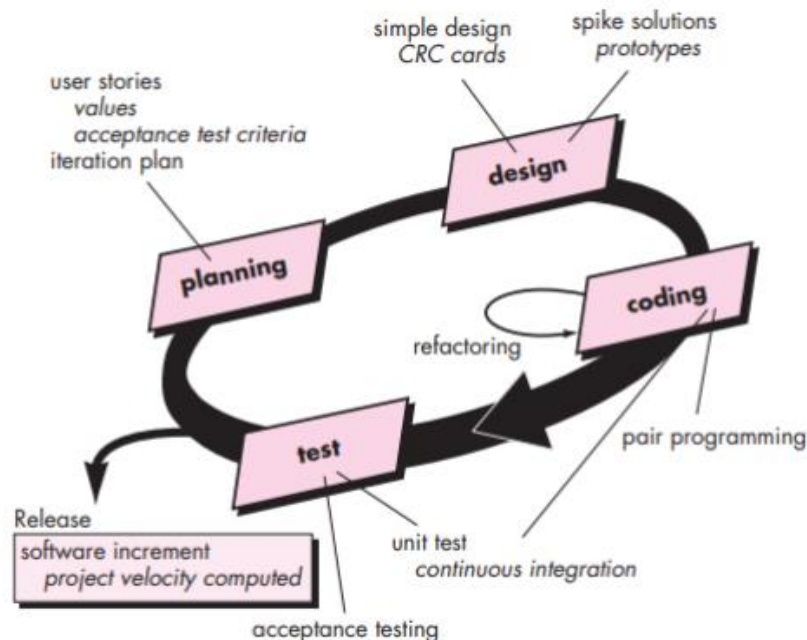 simple design
CRC cards
spike solutions
prototypes
user stories
values
acceptance test criteria
iteration plan
design
planning
coding
refactoring
pair programming
test
Release
software increment
project velocity computed
unit test
continuous integration
acceptance testing